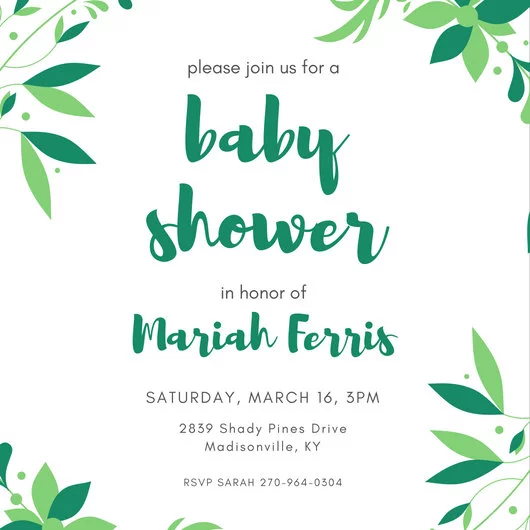 please join us for a
baby
shower
in honor of
Mariah Ferris
SATURDAY, MARCH 16, 3PM
2839 Shady Pines Drive
Madisonville, KY
RSVP SARAH 270-964-0304